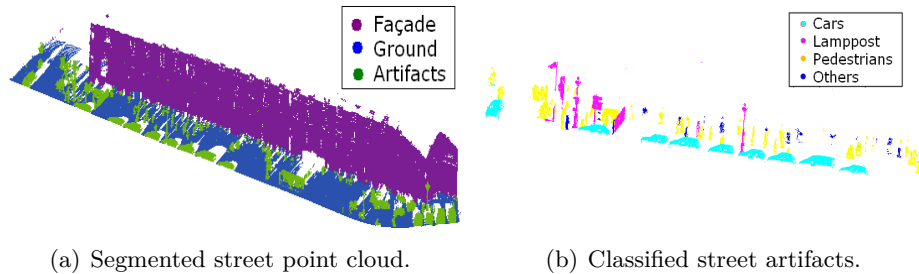 Façade
Ground
Artifacts
Cars
Lamppost
Pedestrians
Others
(a) Segmented street point cloud.
(b) Classified street artifacts.